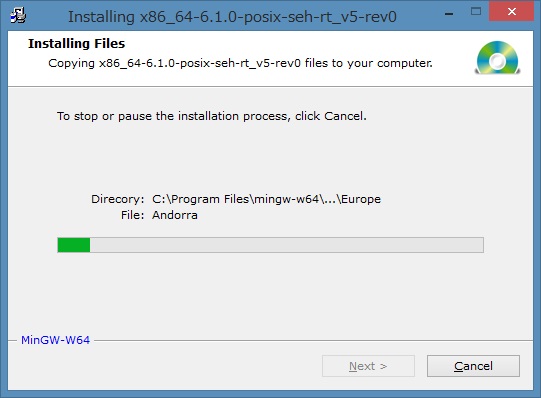 Installing x86_64-6.1.0-posix-seh-rt_v5-rev0
Installing Files
Copying x86_64-6.1.0-posix-seh-rt_v5-rev0 files to your computer.
To stop or pause the installation process, click Cancel.
Direcory: C:\Program Files\mingw-w64\...\Europe
File: Andorra
MinGW-W64
Next >
Cancel